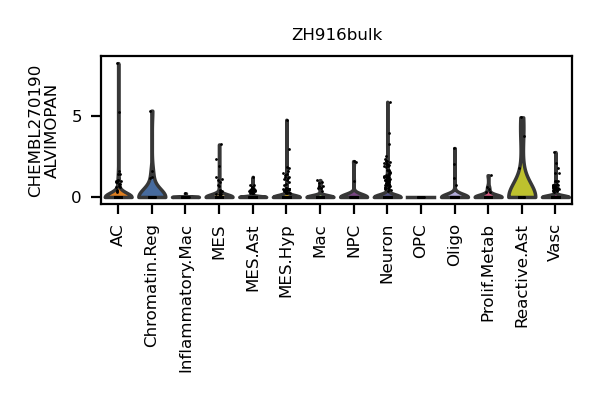 ZH916bulk
CHEMBL270190
ALVIMOPAN
5
0
AC
Chromatin.Reg
Inflammatory.Mac
MES
MES.Ast
MES.Hyp
Mac
NPC
Neuron
OPC
Oligo
Prolif.Metab
Reactive.Ast
Vasc